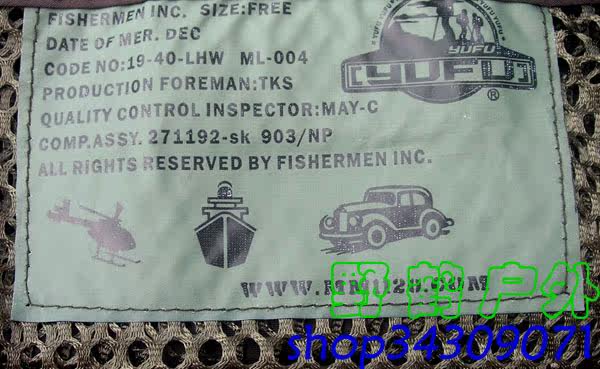 FISHERMEN INC. SIZE:FREE
DATE OF MER. DEC
CODE NO:19-40-LHW ML-004
PRODUCTION FOREMAN:TKS
QUALITY CONTROL INSPECTOR:MAY-C
COMP.ASSY. 271192-sk 903/NP
ALL RIGHTS RESERVED BY FISHERMEN INC.
YUFU
YUFU
®
野鹤户外
shop34309071